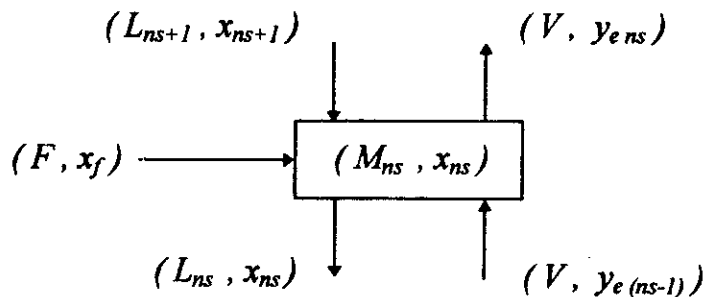 (L_{ns+1}, x_{ns+1}) (V, y_{e ns})
(F, x_f) (M_{ns}, x_{ns})
(L_{ns}, x_{ns}) (V, y_{e (ns-1)})